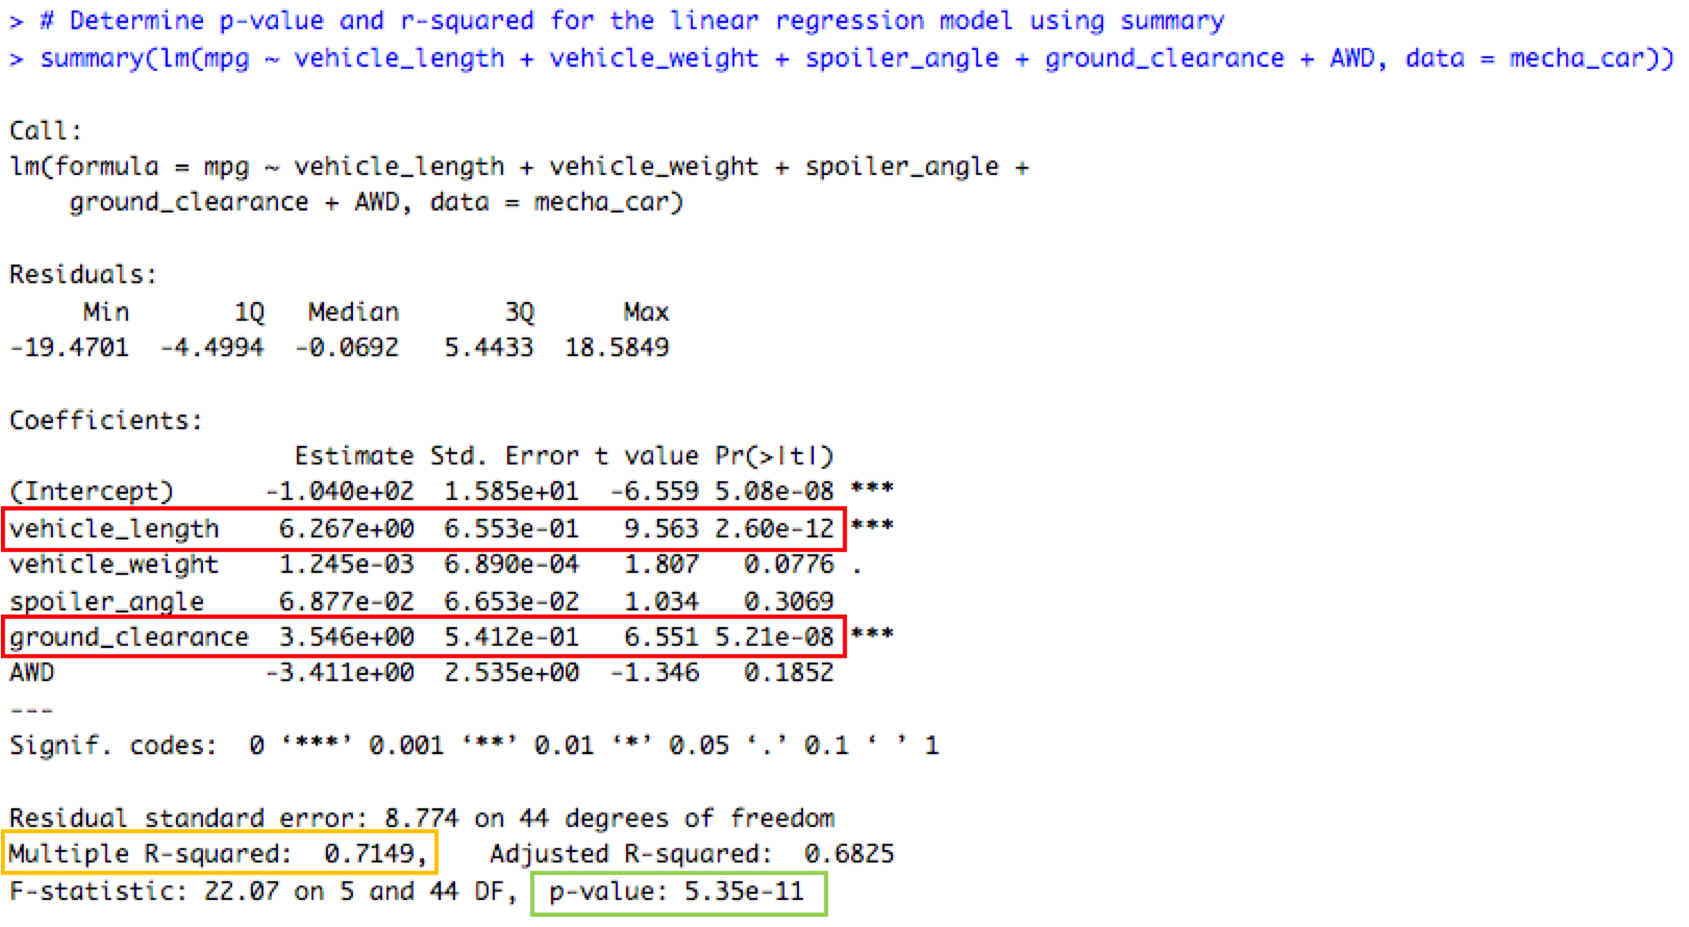 > # Determine p-value and r-squared for the linear regression model using summary
> summary(lm(mpg ~ vehicle_length + vehicle_weight + spoiler_angle + ground_clearance + AWD, data = mecha_car))
Call:
lm(formula = mpg ~ vehicle_length + vehicle_weight + spoiler_angle +
    ground_clearance + AWD, data = mecha_car)
Residuals:
     Min       1Q   Median       3Q      Max
-19.4701  -4.4994  -0.0692   5.4433  18.5849
Coefficients:
                   Estimate Std. Error t value Pr(>|t|)
(Intercept)      -1.040e+02  1.585e+01  -6.559 5.08e-08 ***
vehicle_length    6.267e+00  6.553e-01   9.563 2.60e-12 ***
vehicle_weight    1.245e-03  6.890e-04   1.807   0.0776 .
spoiler_angle     6.877e-02  6.653e-02   1.034   0.3069
ground_clearance  3.546e+00  5.412e-01   6.551 5.21e-08 ***
AWD              -3.411e+00  2.535e+00  -1.346   0.1852
---
Signif. codes:  0 ‘***’ 0.001 ‘**’ 0.01 ‘*’ 0.05 ‘.’ 0.1 ‘ ’ 1
Residual standard error: 8.774 on 44 degrees of freedom
Multiple R-squared:  0.7149,    Adjusted R-squared:  0.6825
F-statistic: 22.07 on 5 and 44 DF,  p-value: 5.35e-11